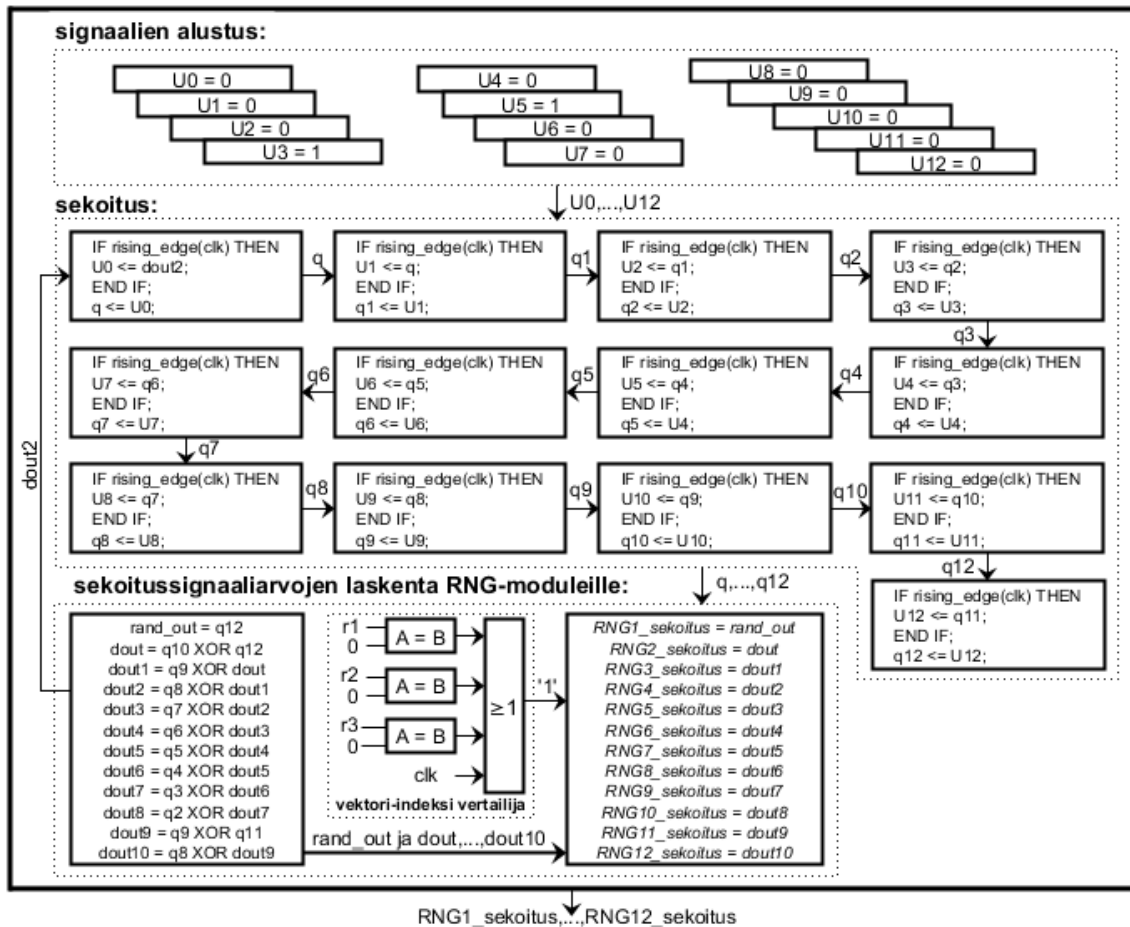 signaalien alustus:
U0 = 0
U1 = 0
U2 = 0
U3 = 1
U4 = 0
U5 = 1
U6 = 0
U7 = 0
U8 = 0
U9 = 0
U10 = 0
U11 = 0
U12 = 0
U0,...,U12
sekoitus:
IF rising_edge(clk) THEN
U0 <= dout2;
END IF;
q <= U0;
q
IF rising_edge(clk) THEN
U1 <= q;
END IF;
q1 <= U1;
q1
IF rising_edge(clk) THEN
U2 <= q1;
END IF;
q2 <= U2;
q2
IF rising_edge(clk) THEN
U3 <= q2;
END IF;
q3 <= U3;
q3
IF rising_edge(clk) THEN
U4 <= q3;
END IF;
q4 <= U4;
q4
IF rising_edge(clk) THEN
U5 <= q4;
END IF;
q5 <= U4;
q5
IF rising_edge(clk) THEN
U6 <= q5;
END IF;
q6 <= U6;
q6
IF rising_edge(clk) THEN
U7 <= q6;
END IF;
q7 <= U7;
q7
IF rising_edge(clk) THEN
U8 <= q7;
END IF;
q8 <= U8;
q8
IF rising_edge(clk) THEN
U9 <= q8;
END IF;
q9 <= U9;
q9
IF rising_edge(clk) THEN
U10 <= q9;
END IF;
q10 <= U10;
q10
IF rising_edge(clk) THEN
U11 <= q10;
END IF;
q11 <= U11;
q12
IF rising_edge(clk) THEN
U12 <= q11;
END IF;
q12 <= U12;
dout2
q,...,q12
sekoitussignaaliarvojen laskenta RNG-moduleille:
rand_out = q12
dout = q10 XOR q12
dout1 = q9 XOR dout
dout2 = q8 XOR dout1
dout3 = q7 XOR dout2
dout4 = q6 XOR dout3
dout5 = q5 XOR dout4
dout6 = q4 XOR dout5
dout7 = q3 XOR dout6
dout8 = q2 XOR dout7
dout9 = q9 XOR q11
dout10 = q8 XOR dout9
r1
0
A = B
r2
0
A = B
r3
0
A = B
clk
≥1
'1'
vektori-indeksi vertailija
rand_out ja dout,...,dout10
RNG1_sekoitus = rand_out
RNG2_sekoitus = dout
RNG3_sekoitus = dout1
RNG4_sekoitus = dout2
RNG5_sekoitus = dout3
RNG6_sekoitus = dout4
RNG7_sekoitus = dout5
RNG8_sekoitus = dout6
RNG9_sekoitus = dout7
RNG10_sekoitus = dout8
RNG11_sekoitus = dout9
RNG12_sekoitus = dout10
RNG1_sekoitus,...,RNG12_sekoitus